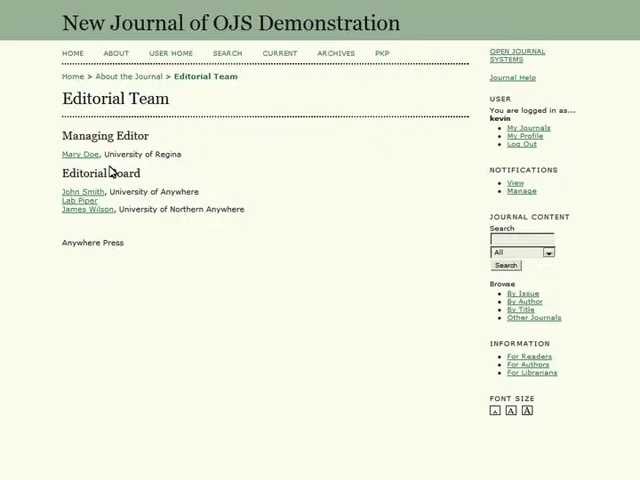 New Journal of OJS Demonstration
HOME ABOUT USER HOME SEARCH CURRENT ARCHIVES PKP
Home > About the Journal > Editorial Team
Editorial Team
Managing Editor
Mary Doe, University of Regina
Editorial Board
John Smith, University of Anywhere
Lab Piper
James Wilson, University of Northern Anywhere
Anywhere Press
OPEN JOURNAL
SYSTEMS
Journal Help
USER
You are logged in as...
kevin
My Journals
My Profile
Log Out
NOTIFICATIONS
View
Manage
JOURNAL CONTENT
Search
All
Search
Browse
By Issue
By Author
By Title
Other Journals
INFORMATION
For Readers
For Authors
For Librarians
FONT SIZE
A A A